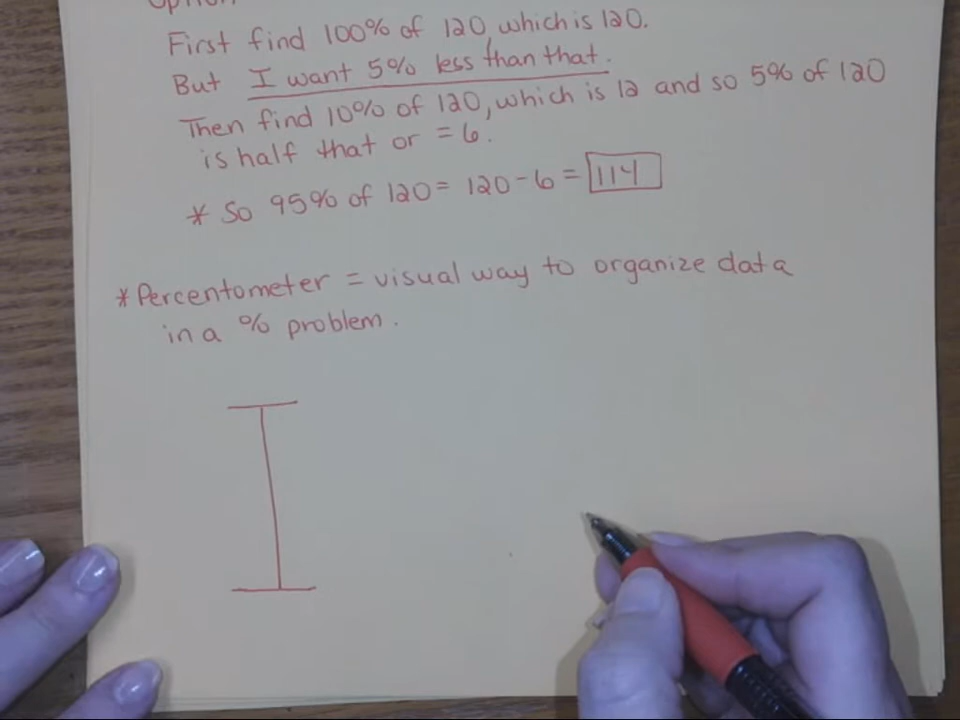 Option
First find 100% of 120, which is 120.
But I want 5% less than that.
Then find 10% of 120, which is 12 and so 5% of 120
is half that or = 6.
* So 95% of 120 = 120-6 = 114
* Percentometer = visual way to organize data
in a % problem.